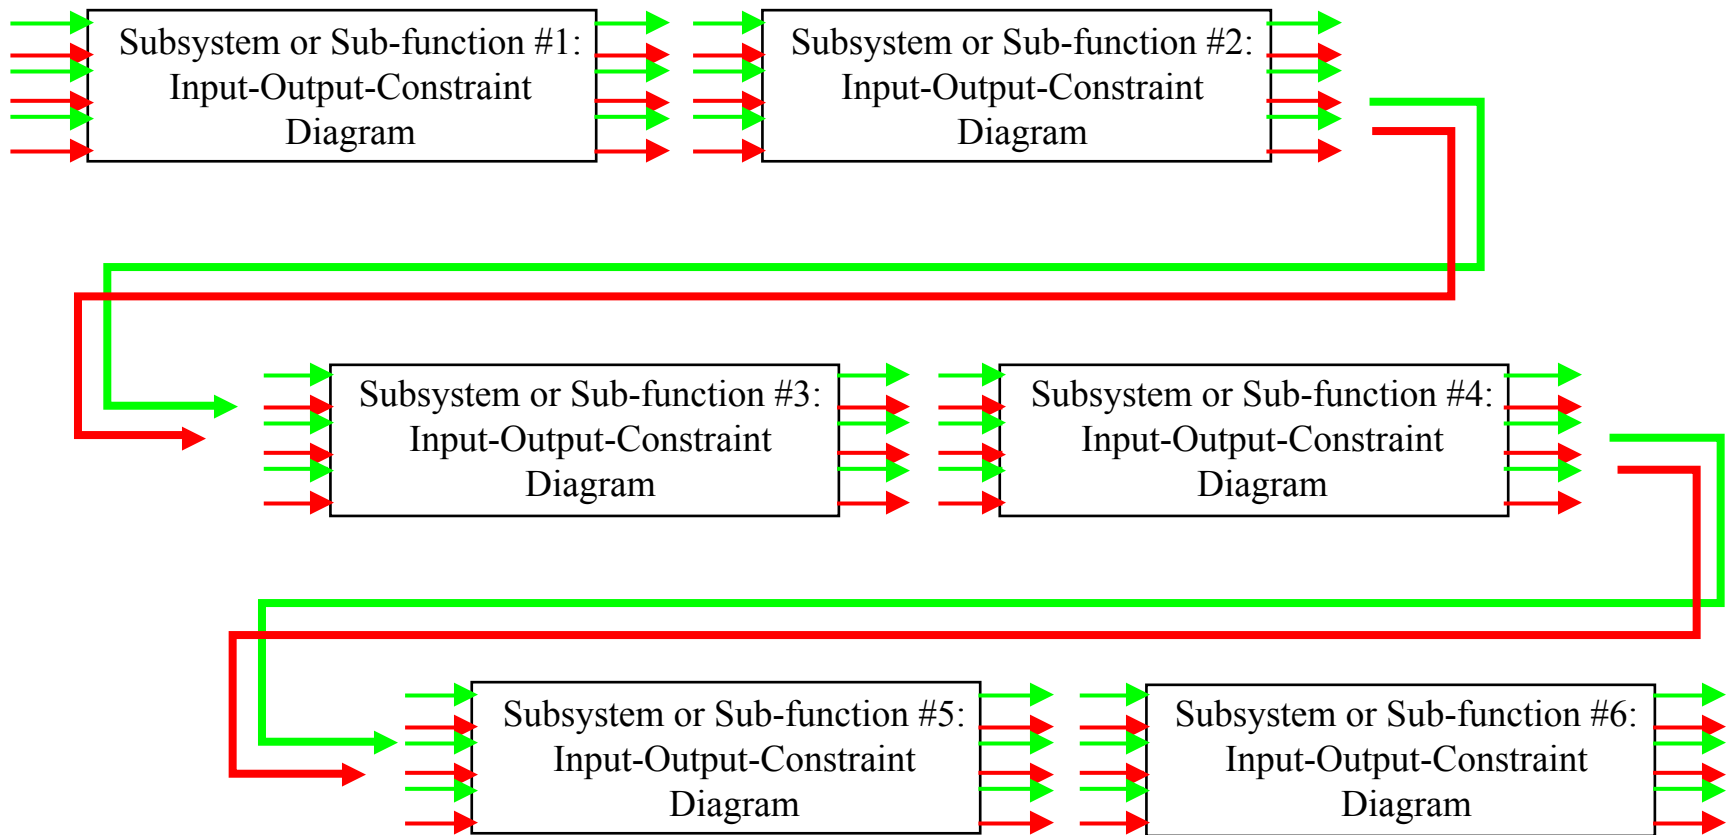 Subsystem or Sub-function #1:
Input-Output-Constraint
Diagram
Subsystem or Sub-function #2:
Input-Output-Constraint
Diagram
Subsystem or Sub-function #3:
Input-Output-Constraint
Diagram
Subsystem or Sub-function #4:
Input-Output-Constraint
Diagram
Subsystem or Sub-function #5:
Input-Output-Constraint
Diagram
Subsystem or Sub-function #6:
Input-Output-Constraint
Diagram